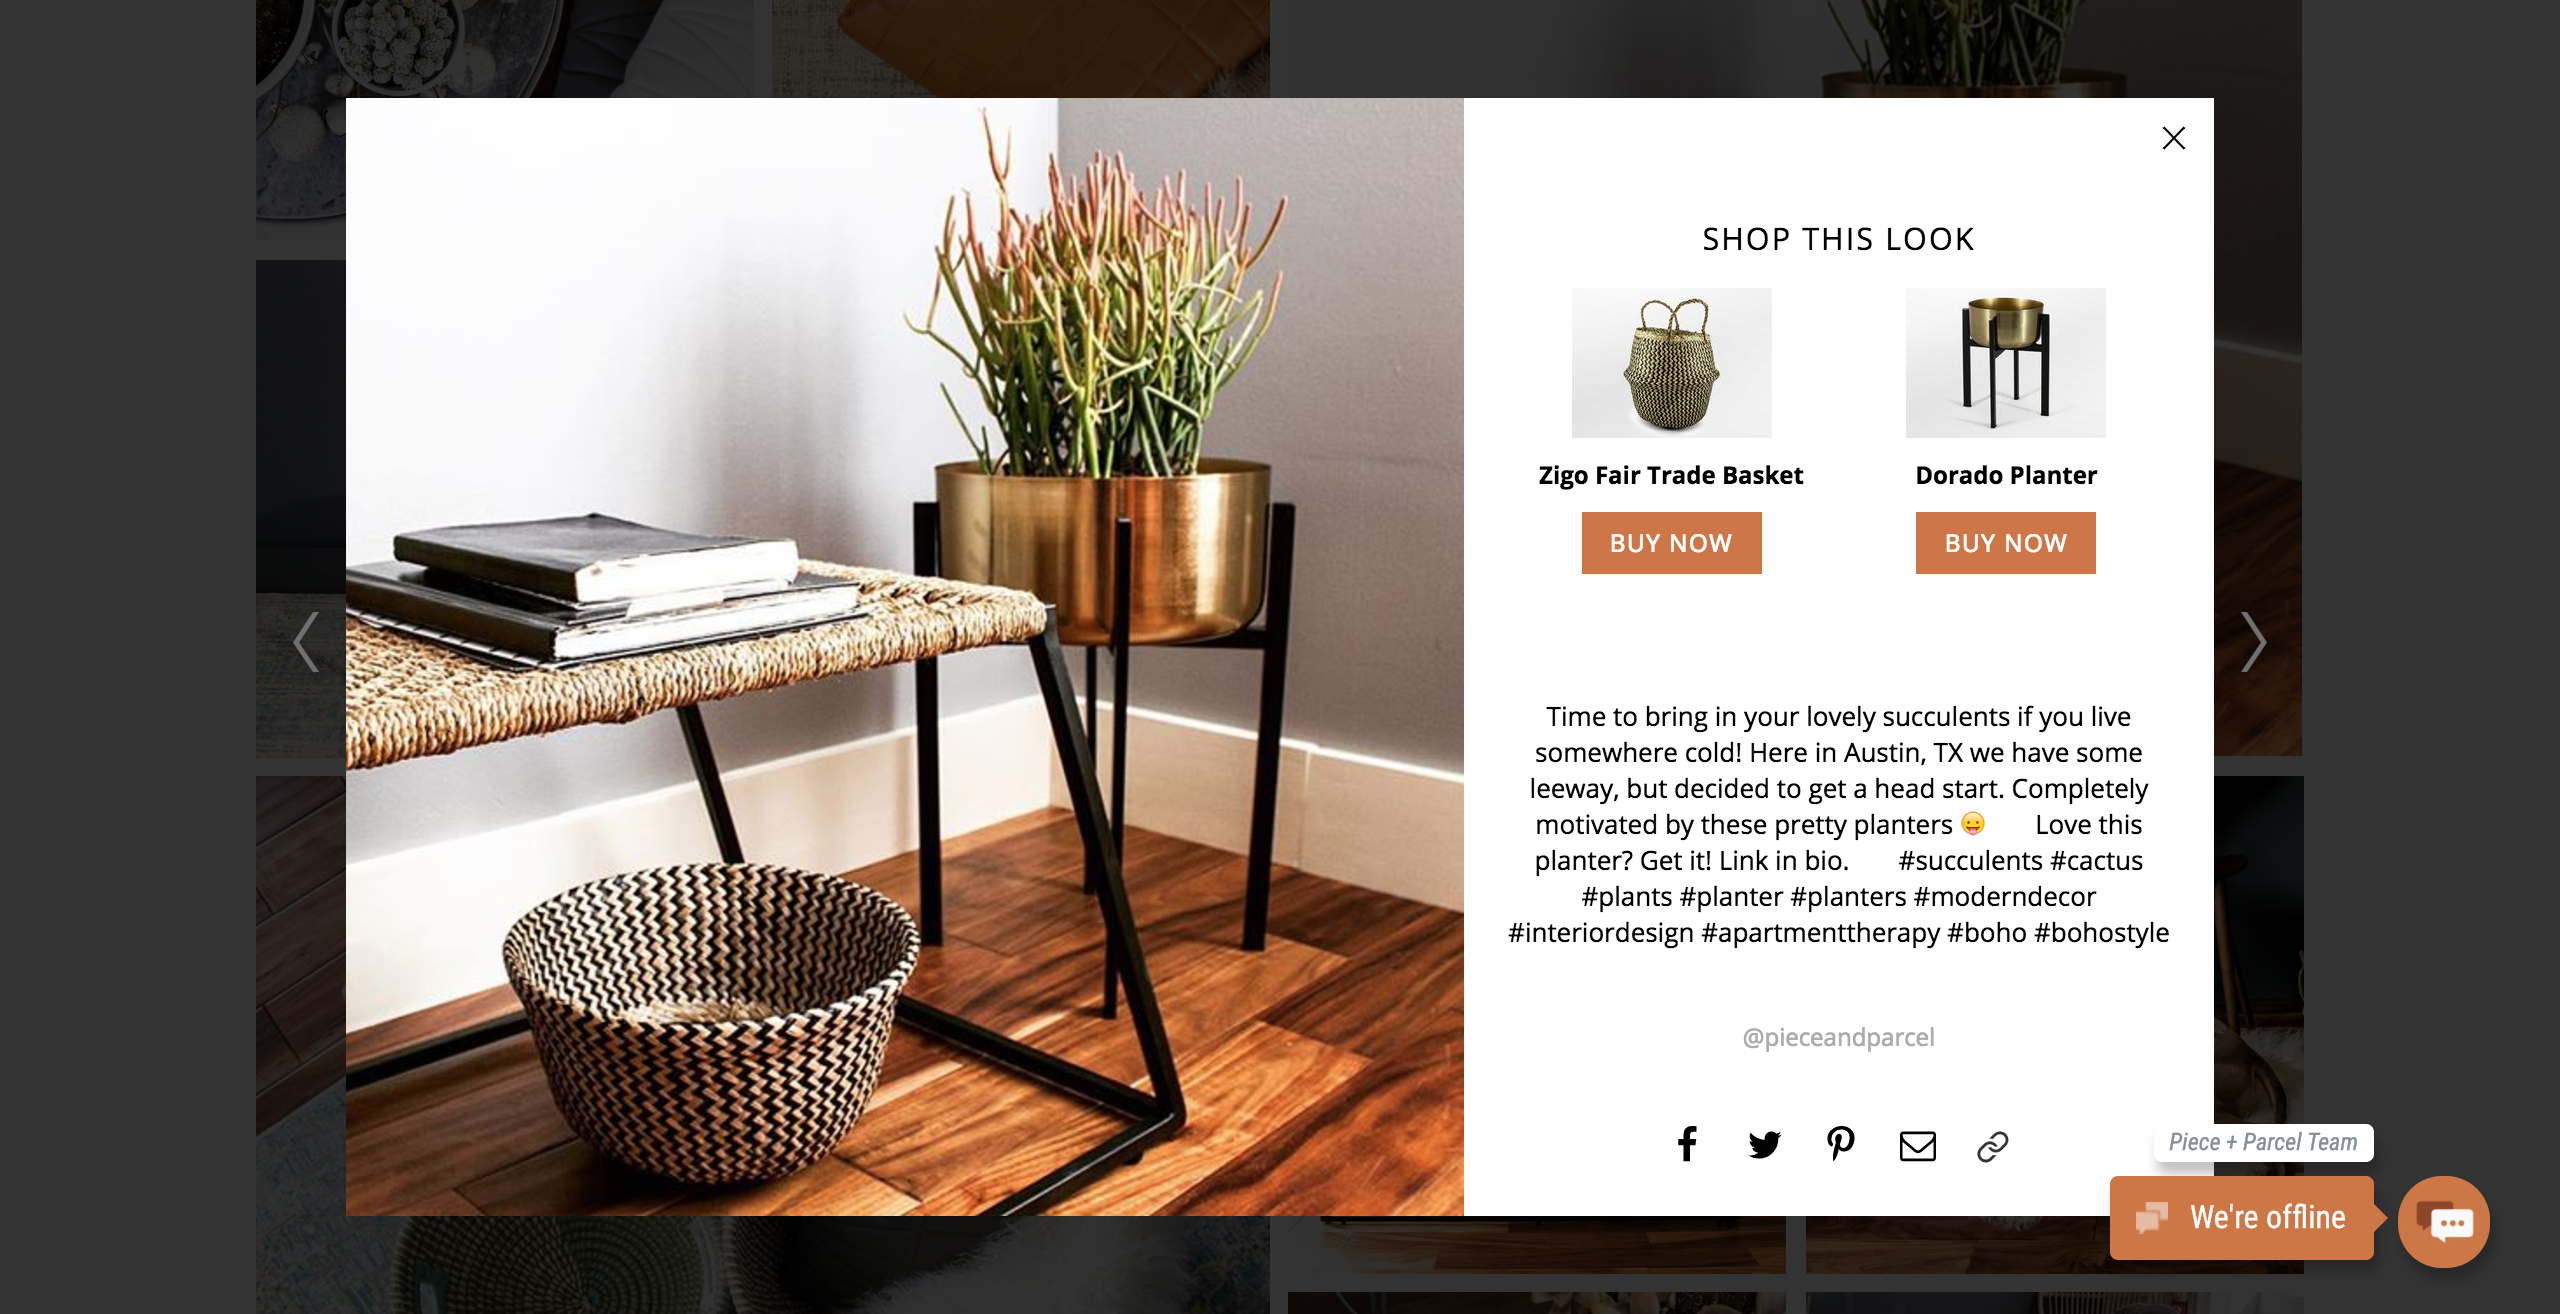 SHOP THIS LOOK
Zigo Fair Trade Basket
Dorado Planter
BUY NOW
BUY NOW
Time to bring in your lovely succulents if you live
somewhere cold! Here in Austin, TX we have some
leeway, but decided to get a head start. Completely
motivated by these pretty planters 😛 Love this
planter? Get it! Link in bio. #succulents #cactus
#plants #planter #planters #moderndecor
#interiordesign #apartmenttherapy #boho #bohostyle
@pieceandparcel
Piece + Parcel Team
We're offline